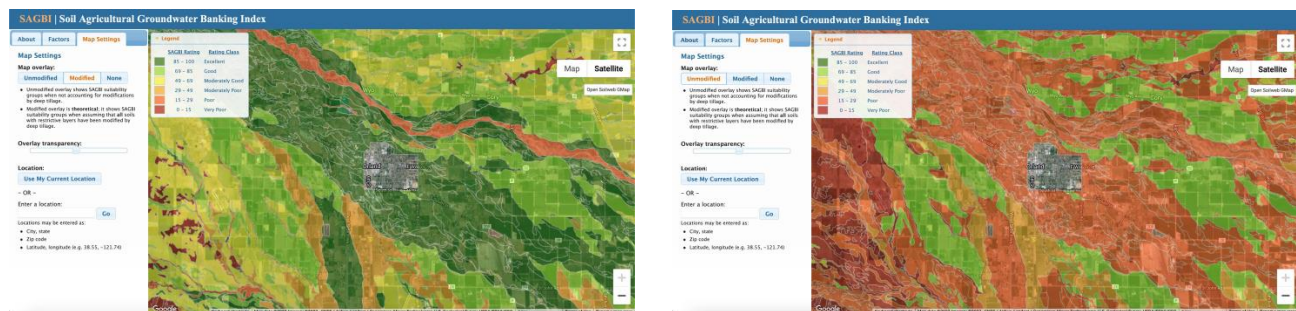 SAGBI | Soil Agricultural Groundwater Banking Index
About Factors Map Settings
Map Settings
Map overlay:
Unmodified Modified None
• Unmodified overlay shows SAGBI suitability
groups when not accounting for modifications
by deep tillage.
• Modified overlay is theoretical, it shows SAGBI
suitability groups when assuming that all soils
with restrictive layers have been modified by
deep tillage.
Overlay transparency:
Location:
Use My Current Location
– OR –
Enter a location:
Go
Locations may be entered as:
• City, state
• Zip code
• Latitude, longitude (e.g. 38.55, -121.74)
Legend
SAGBI Rating Rating Class
85 – 100 Excellent
69 – 85 Good
49 – 69 Moderately Good
29 – 49 Moderately Poor
15 – 29 Poor
0 – 15 Very Poor
Map Satellite
Open Soilweb GMap
Google
SAGBI | Soil Agricultural Groundwater Banking Index
About Factors Map Settings
Map Settings
Map overlay:
Unmodified Modified None
• Unmodified overlay shows SAGBI suitability
groups when not accounting for modifications
by deep tillage.
• Modified overlay is theoretical, it shows SAGBI
suitability groups when assuming that all soils
with restrictive layers have been modified by
deep tillage.
Overlay transparency:
Location:
Use My Current Location
– OR –
Enter a location:
Go
Locations may be entered as:
• City, state
• Zip code
• Latitude, longitude (e.g. 38.55, -121.74)
Legend
SAGBI Rating Rating Class
85 – 100 Excellent
69 – 85 Good
49 – 69 Moderately Good
29 – 49 Moderately Poor
15 – 29 Poor
0 – 15 Very Poor
Map Satellite
Open Soilweb GMap
Google